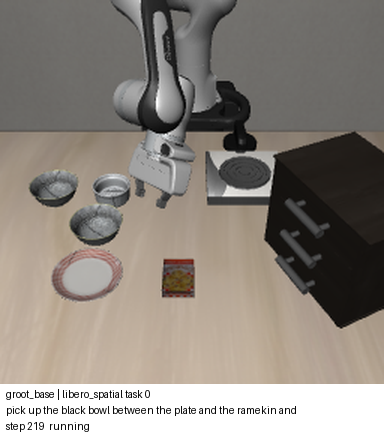 groot_base | libero_spatial task 0
pick up the black bowl between the plate and the ramekin and
step 219 running